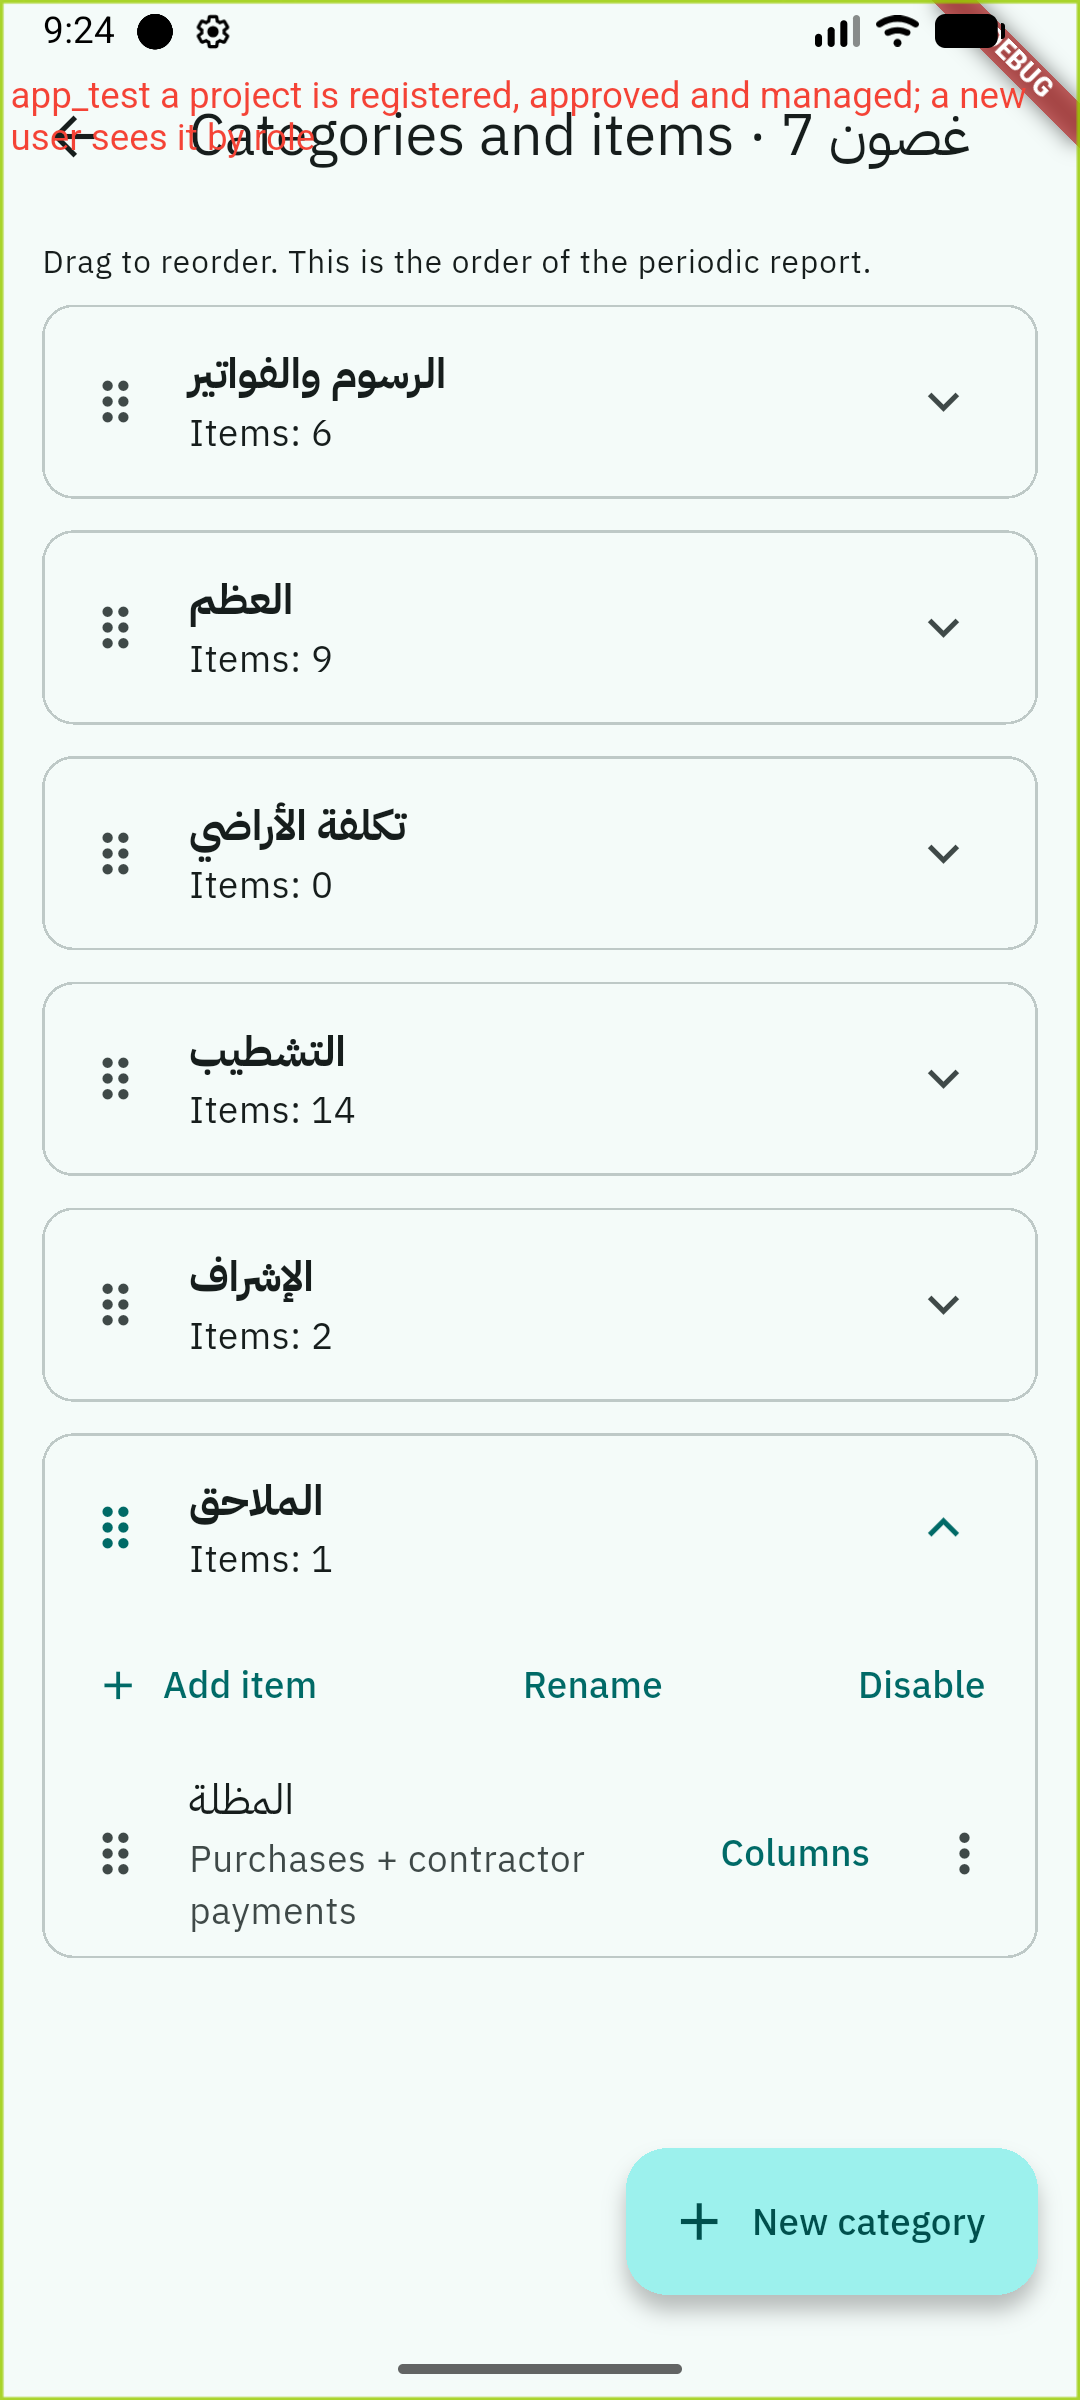 9:24
DEBUG
app_test a project is registered, approved and managed; a new
user sees it by role
Categories and items · غصون 7
Drag to reorder. This is the order of the periodic report.
الرسوم والفواتير
Items: 6
العظم
Items: 9
تكلفة الأراضي
Items: 0
التشطيب
Items: 14
الإشراف
Items: 2
الملاحق
Items: 1
Add item
Rename
Disable
المظلة
Purchases + contractor
payments
Columns
New category